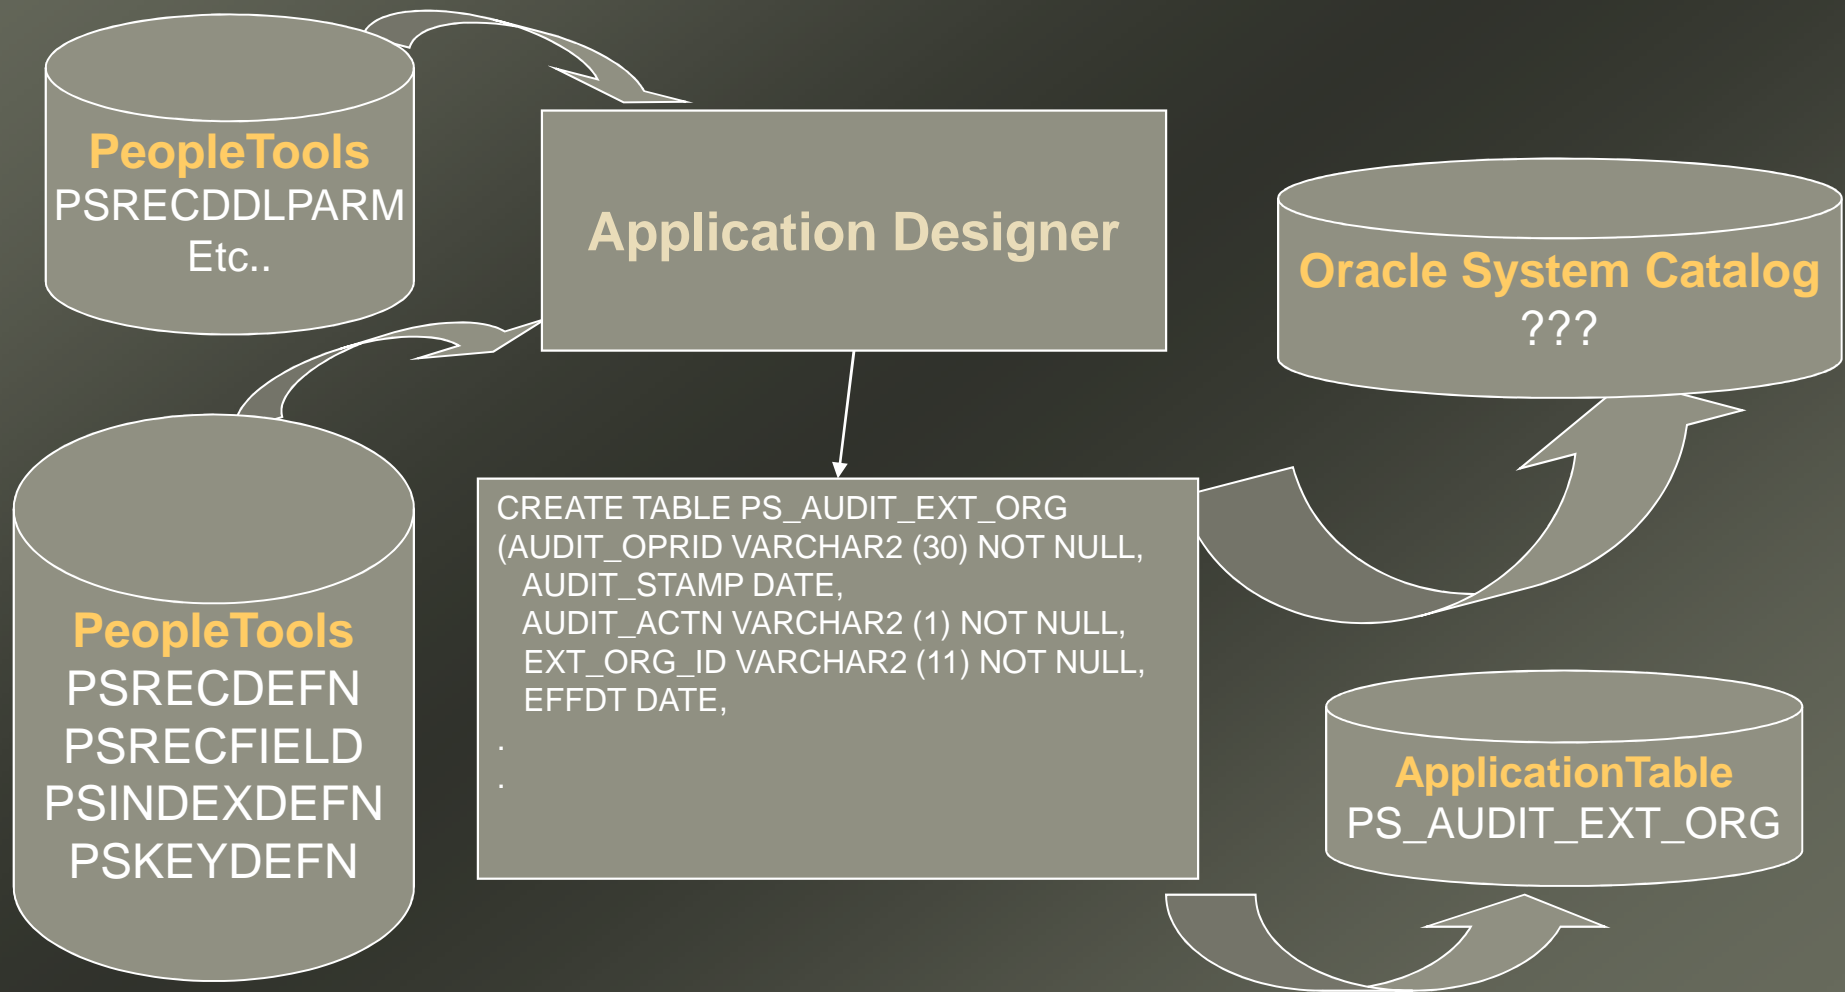 PeopleTools
PSRECDDLPARM
Etc..
Application Designer
Oracle System Catalog
???
PeopleTools
PSRECDEFN
PSRECFIELD
PSINDEXDEFN
PSKEYDEFN
CREATE TABLE PS_AUDIT_EXT_ORG
(AUDIT_OPRID VARCHAR2 (30) NOT NULL,
AUDIT_STAMP DATE,
AUDIT_ACTN VARCHAR2 (1) NOT NULL,
EXT_ORG_ID VARCHAR2 (11) NOT NULL,
EFFDT DATE,
.
.
ApplicationTable
PS_AUDIT_EXT_ORG